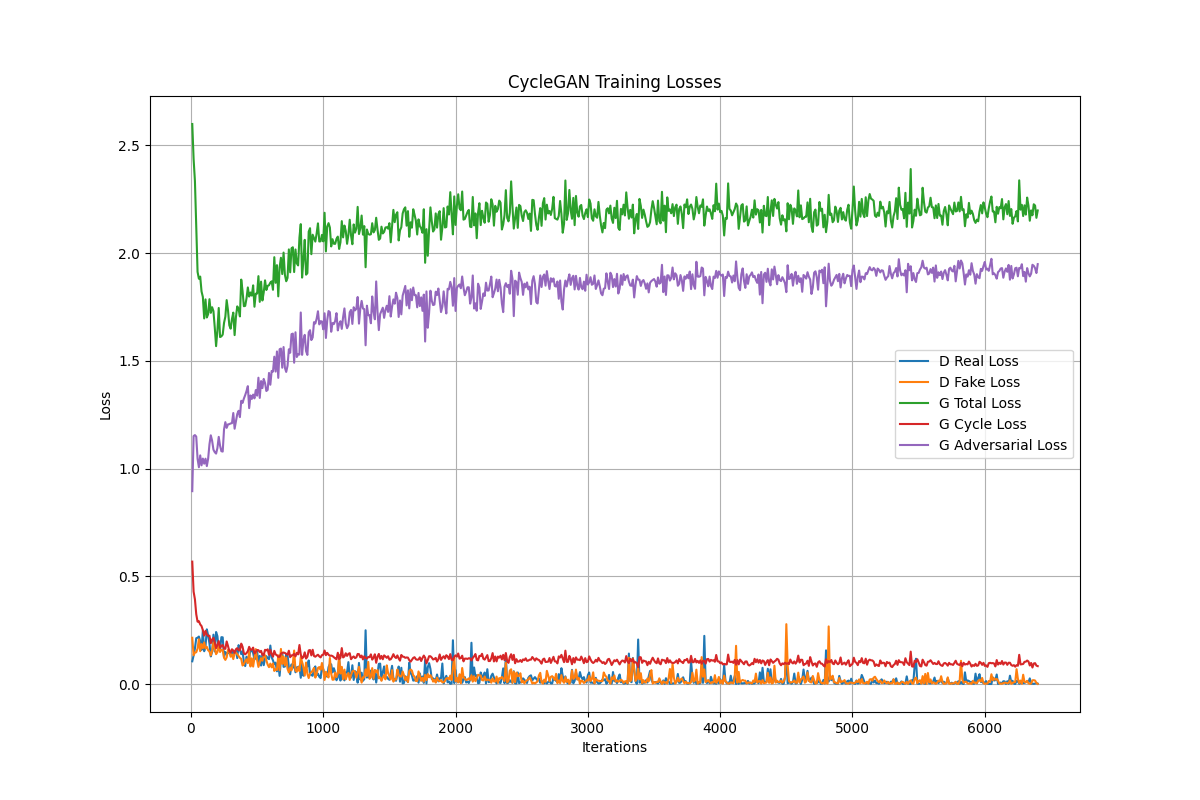 CycleGAN Training Losses
2.5
2.0
1.5
1.0
0.5
0.0
Loss
D Real Loss
D Fake Loss
G Total Loss
G Cycle Loss
G Adversarial Loss
0 1000 2000 3000 4000 5000 6000
Iterations